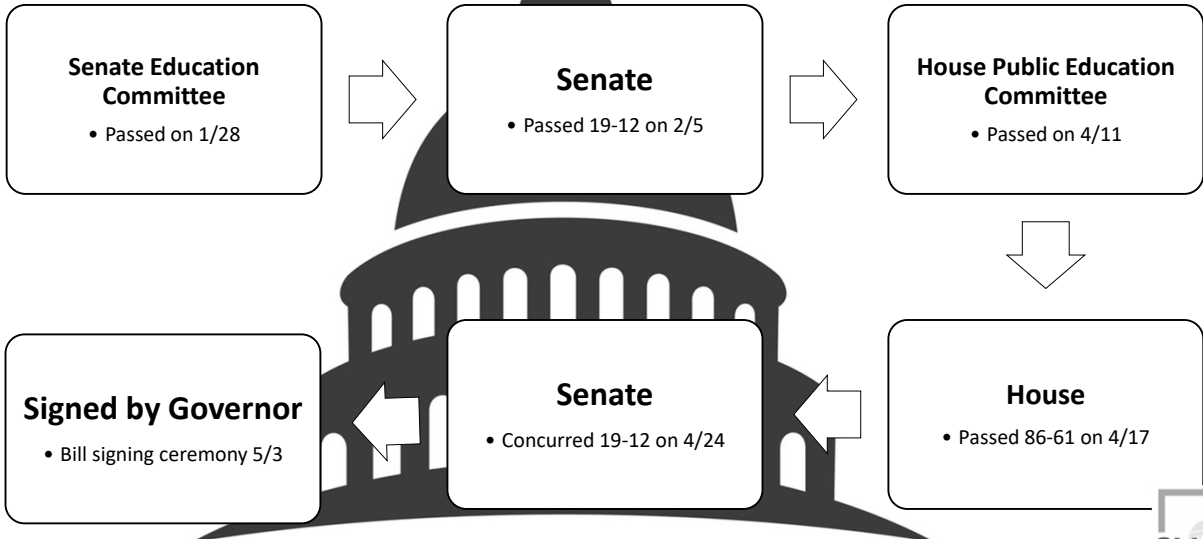 Senate Education
Committee
• Passed on 1/28
Senate
• Passed 19-12 on 2/5
House Public Education
Committee
• Passed on 4/11
Signed by Governor
• Bill signing ceremony 5/3
Senate
• Concurred 19-12 on 4/24
House
• Passed 86-61 on 4/17